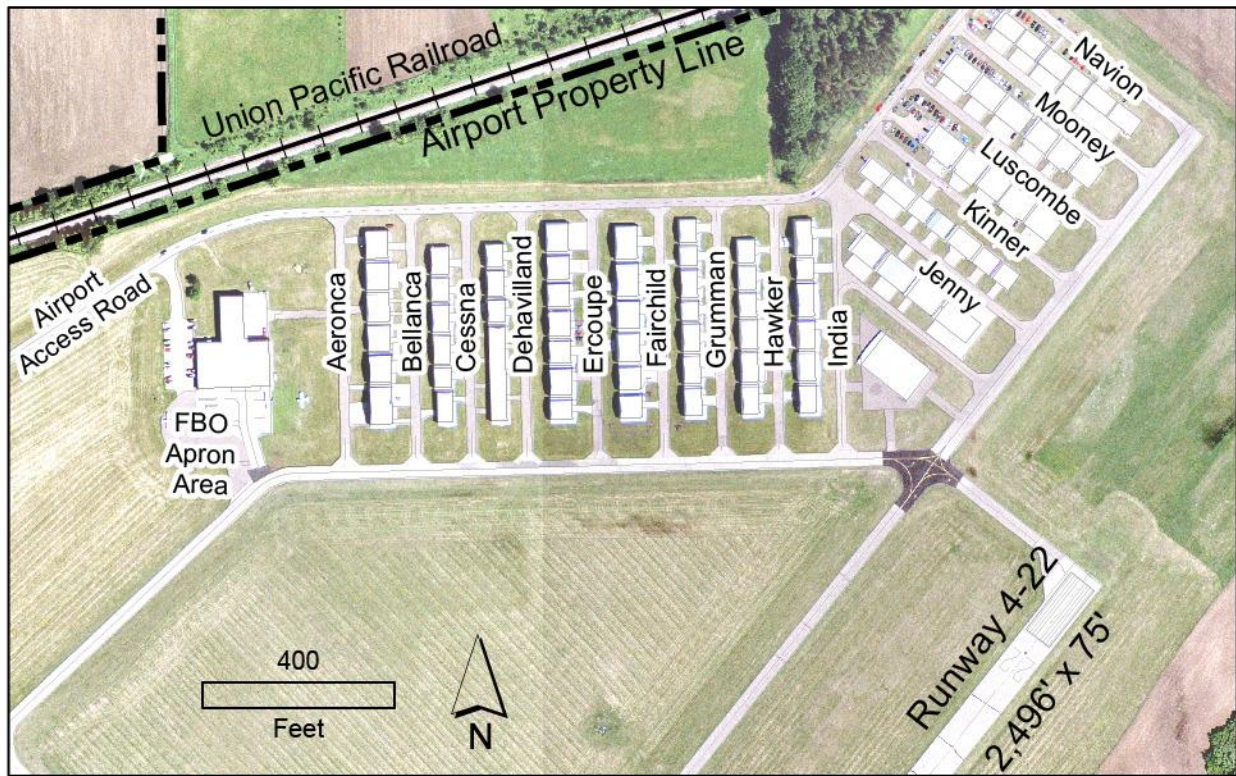 Union Pacific Railroad
Airport Property Line
Navion
Mooney
Luscombe
Kinner
Jenny
Airport
Access Road
Aeronca
Bellanca
Cessna
Dehavilland
Ercoupe
Fairchild
Grumman
Hawker
India
FBO
Apron
Area
400
Feet
N
Runway 4-22
2,496' x 75'